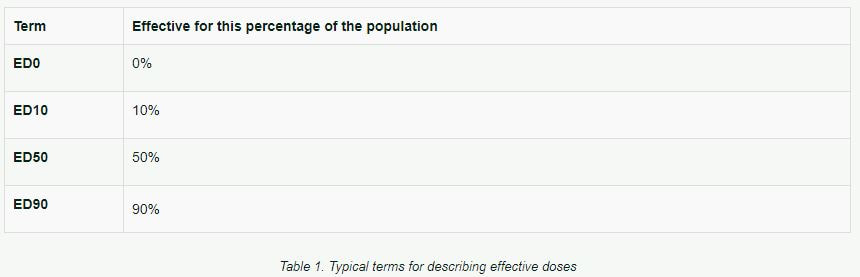 Term Effective for this percentage of the population
ED0 0%
ED10 10%
ED50 50%
ED90 90%
Table 1. Typical terms for describing effective doses